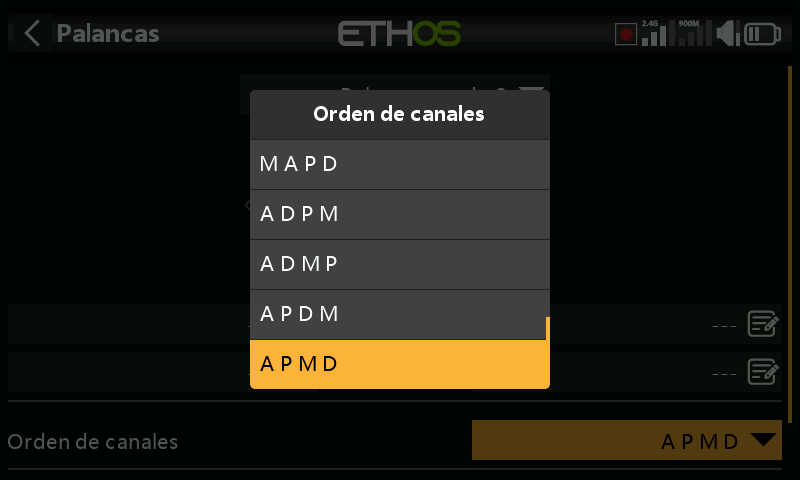 Palancas
ETHOS
2.4G
900M
Orden de canales
M A P D
A D P M
A D M P
A P D M
A P M D
---
---
Orden de canales
A P M D